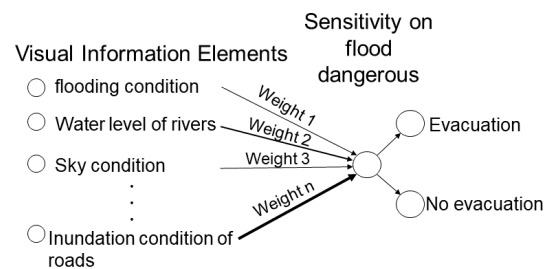 Sensitivity on
flood
dangerous
Visual Information Elements
flooding condition
Water level of rivers
Sky condition
Inundation condition of
roads
Weight 1
Weight 2
Weight 3
Weight n
Evacuation
No evacuation